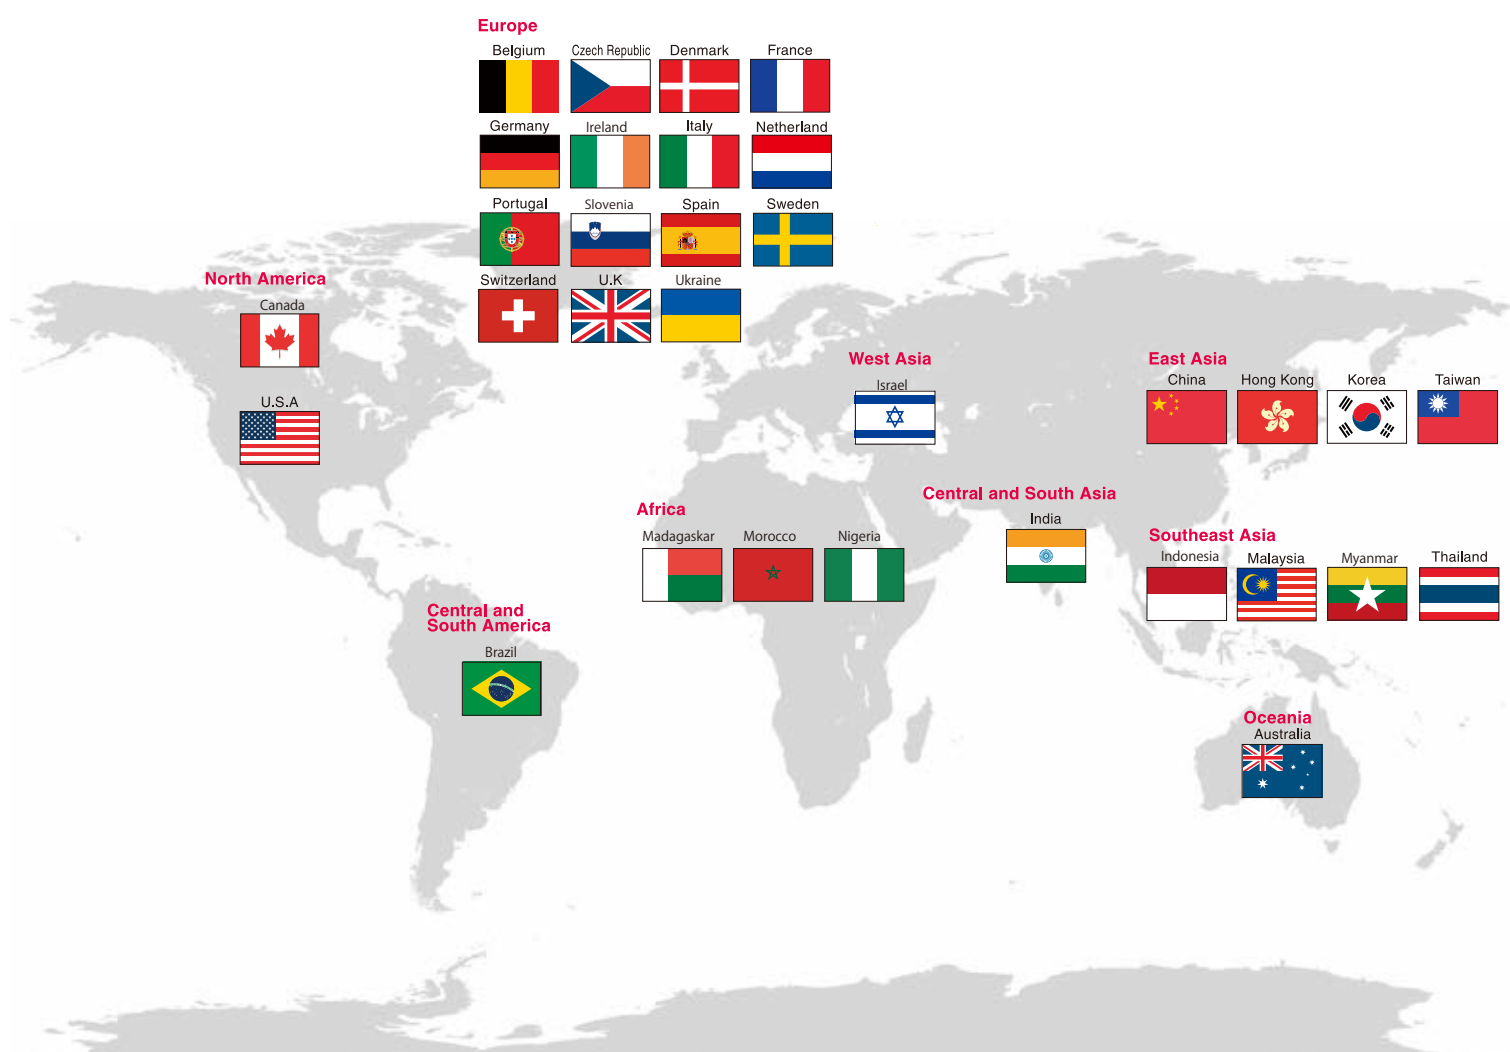 Europe
Belgium Czech Republic Denmark France
Germany Ireland Italy Netherland
Portugal Slovenia Spain Sweden
Switzerland U.K Ukraine
North America
Canada
U.S.A
West Asia
Israel
East Asia
China Hong Kong Korea Taiwan
Central and South Asia
India
Africa
Madagaskar Morocco Nigeria
Southeast Asia
Indonesia Malaysia Myanmar Thailand
Central and
South America
Brazil
Oceania
Australia